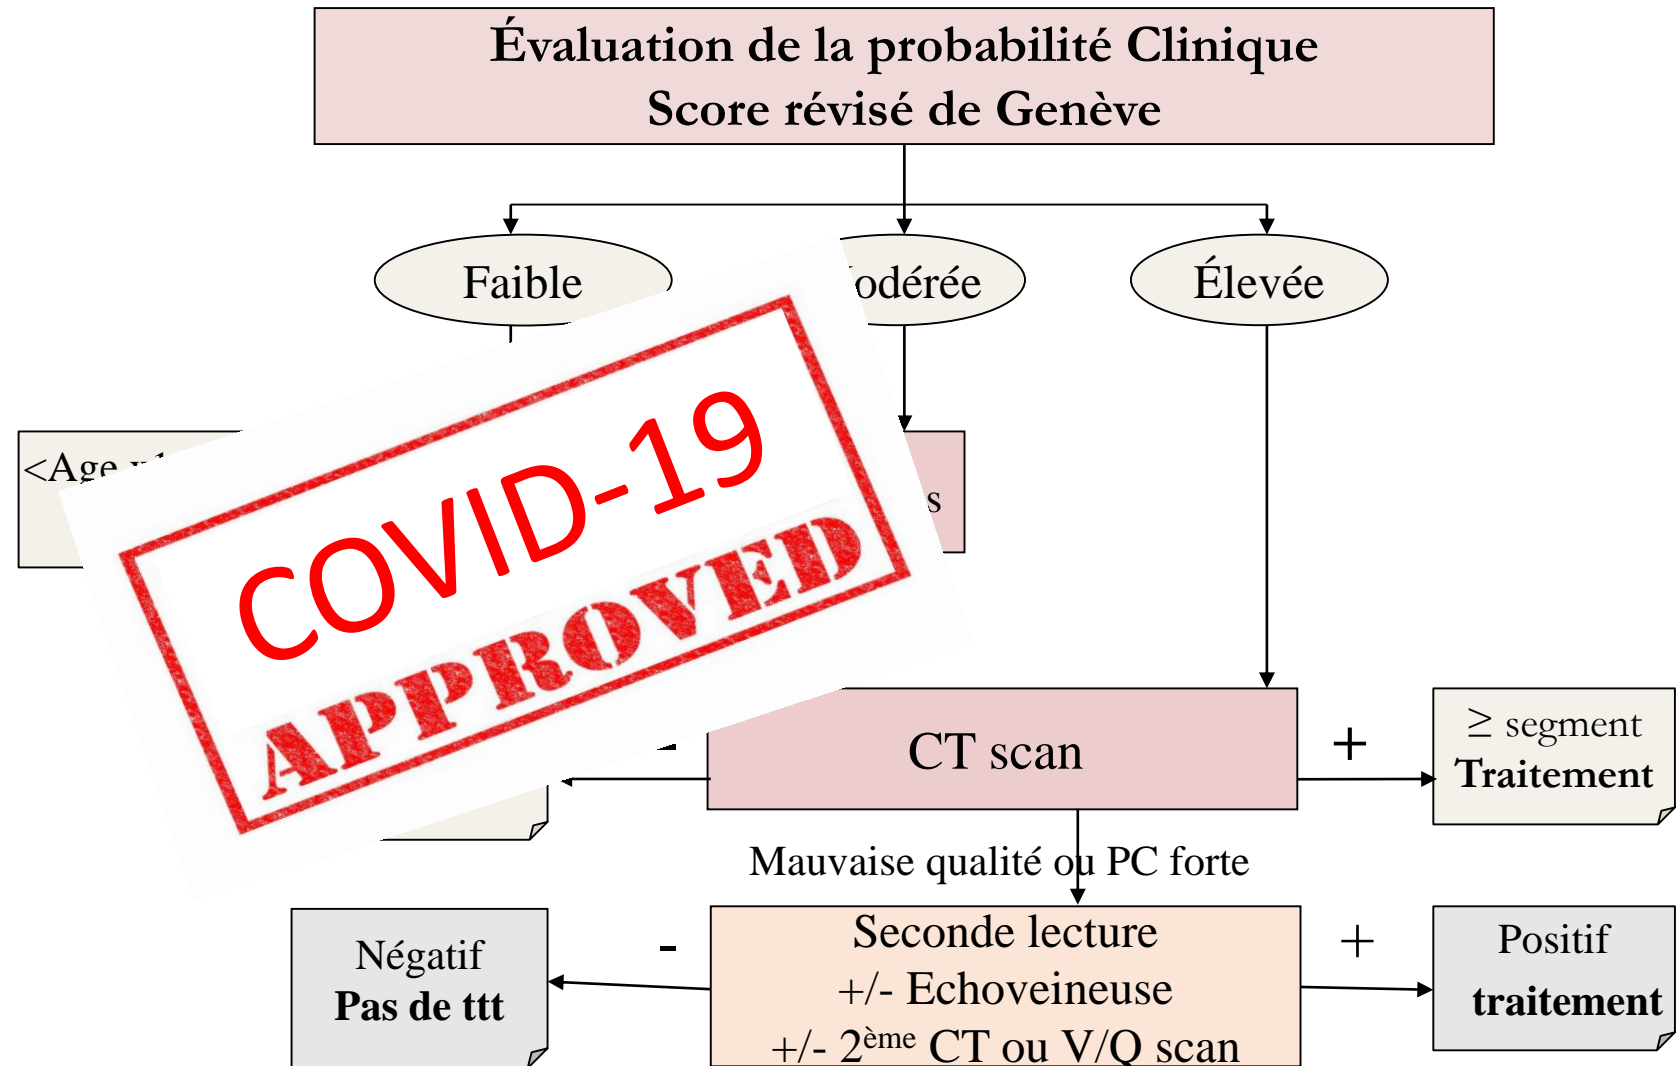 Évaluation de la probabilité Clinique
Score révisé de Genève
Faible
odérée
Élevée
<Age
s
COVID-19
APPROVED
-
CT scan
+
≥ segment
Traitement
Mauvaise qualité ou PC forte
Négatif
Pas de ttt
-
Seconde lecture
+/- Echoveineuse
+/- 2ème CT ou V/Q scan
+
Positif
traitement